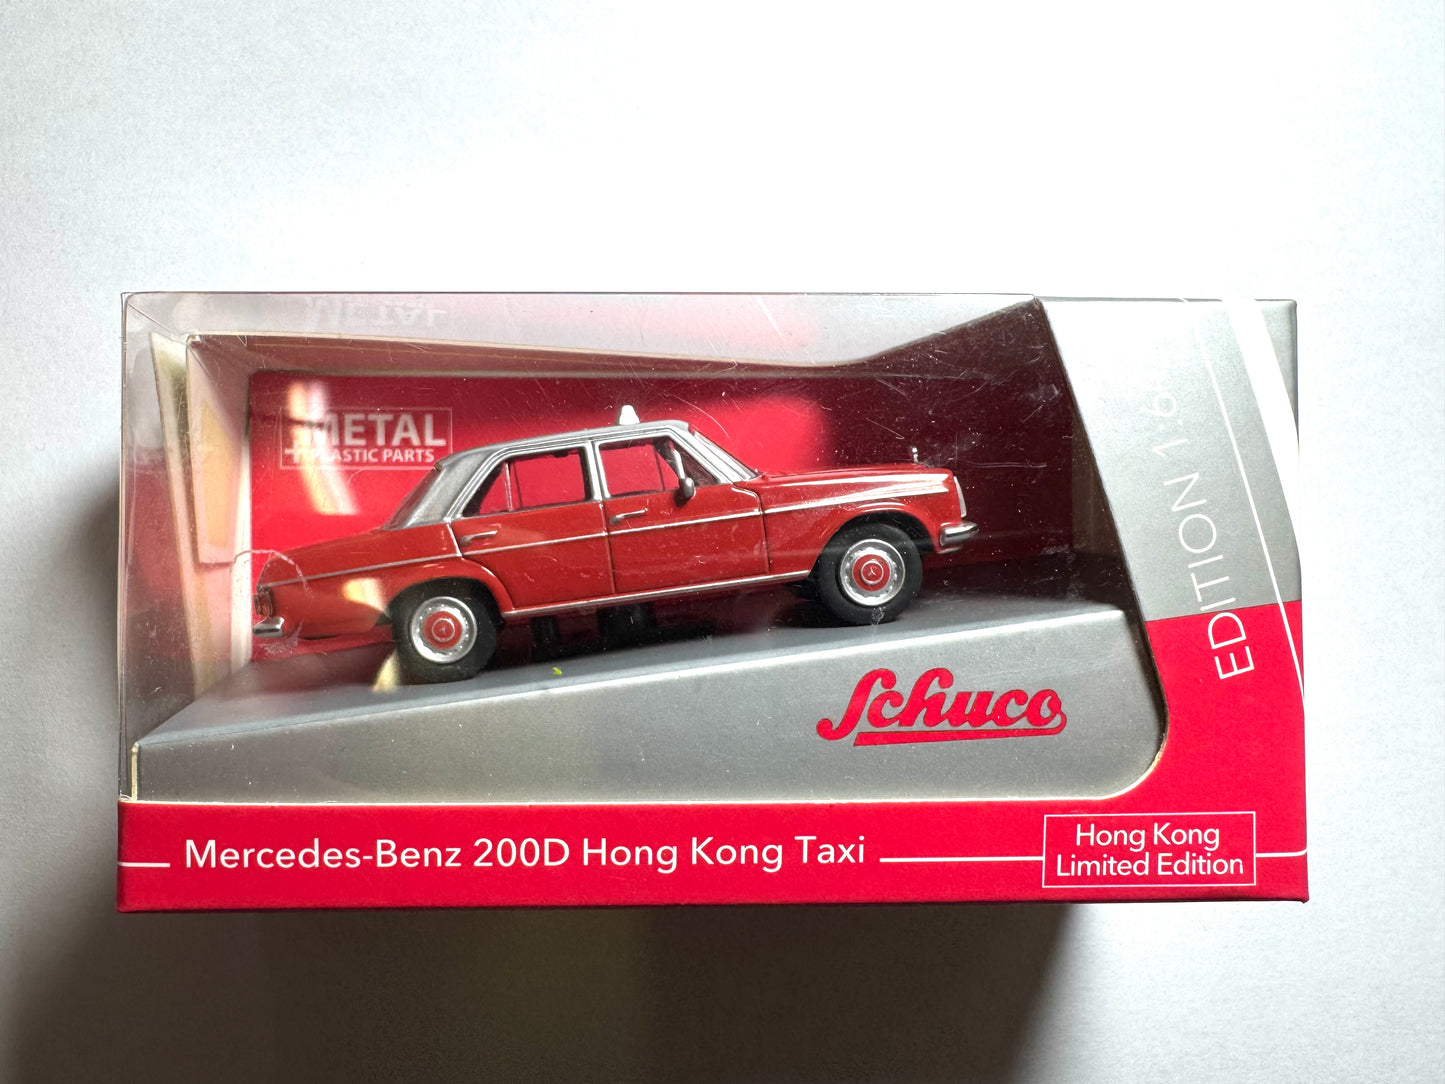 METAL
PLASTIC PARTS
EDITION 1:6
Schuco
Mercedes-Benz 200D Hong Kong Taxi
Hong Kong
Limited Edition